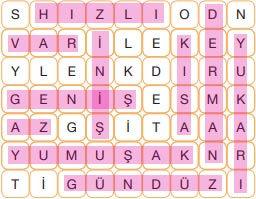 S H I Z L I O D N
V A R İ L E K E Y
Y L E N K D I R U
G E N İ Ş E S M K
A Z G Ş İ T A A A
Y U M U Ş A K N R
T İ G Ü N D Ü Z I